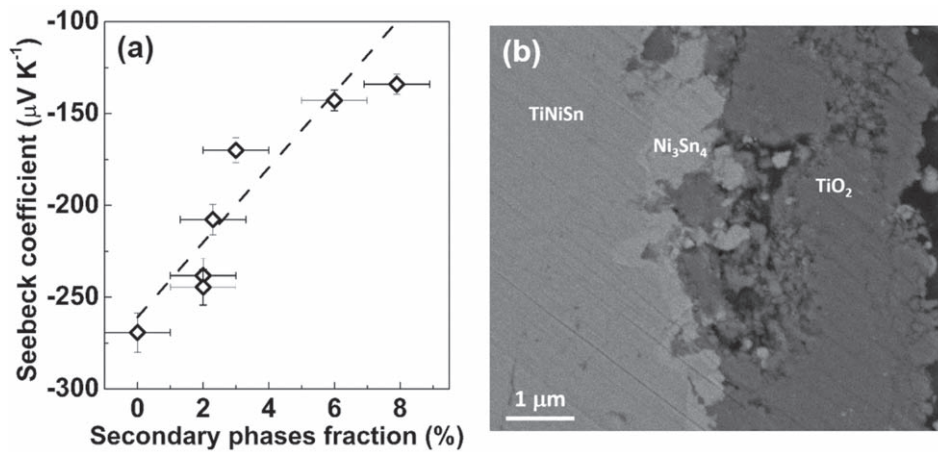 (a)
Seebeck coefficient (μV K⁻¹)
-100
-150
-200
-250
-300
0 2 4 6 8
Secondary phases fraction (%)
(b)
TiNiSn
Ni₃Sn₄
TiO₂
1 μm